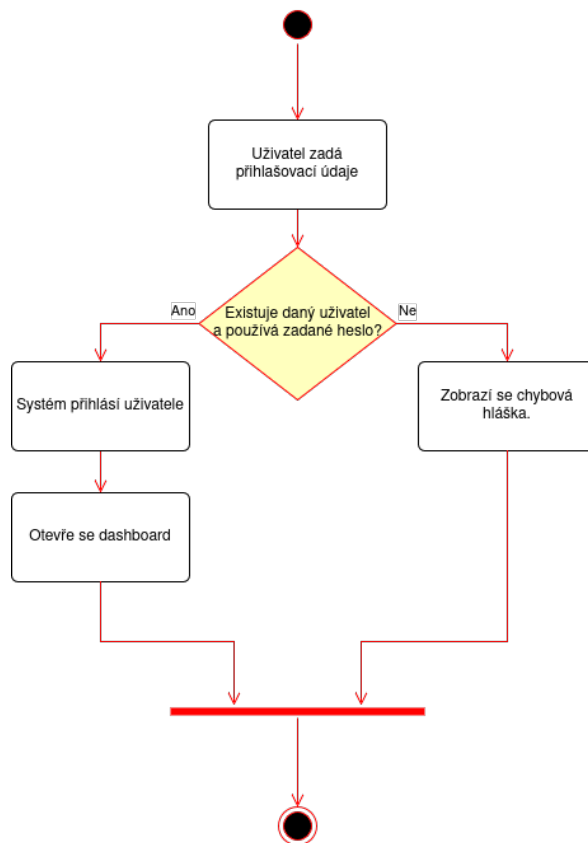 Uživatel zadá
přihlašovací údaje
Existuje daný uživatel
a používá zadané heslo?
Ano
Ne
Systém přihlásí uživatele
Zobrazí se chybová
hláška.
Otevře se dashboard